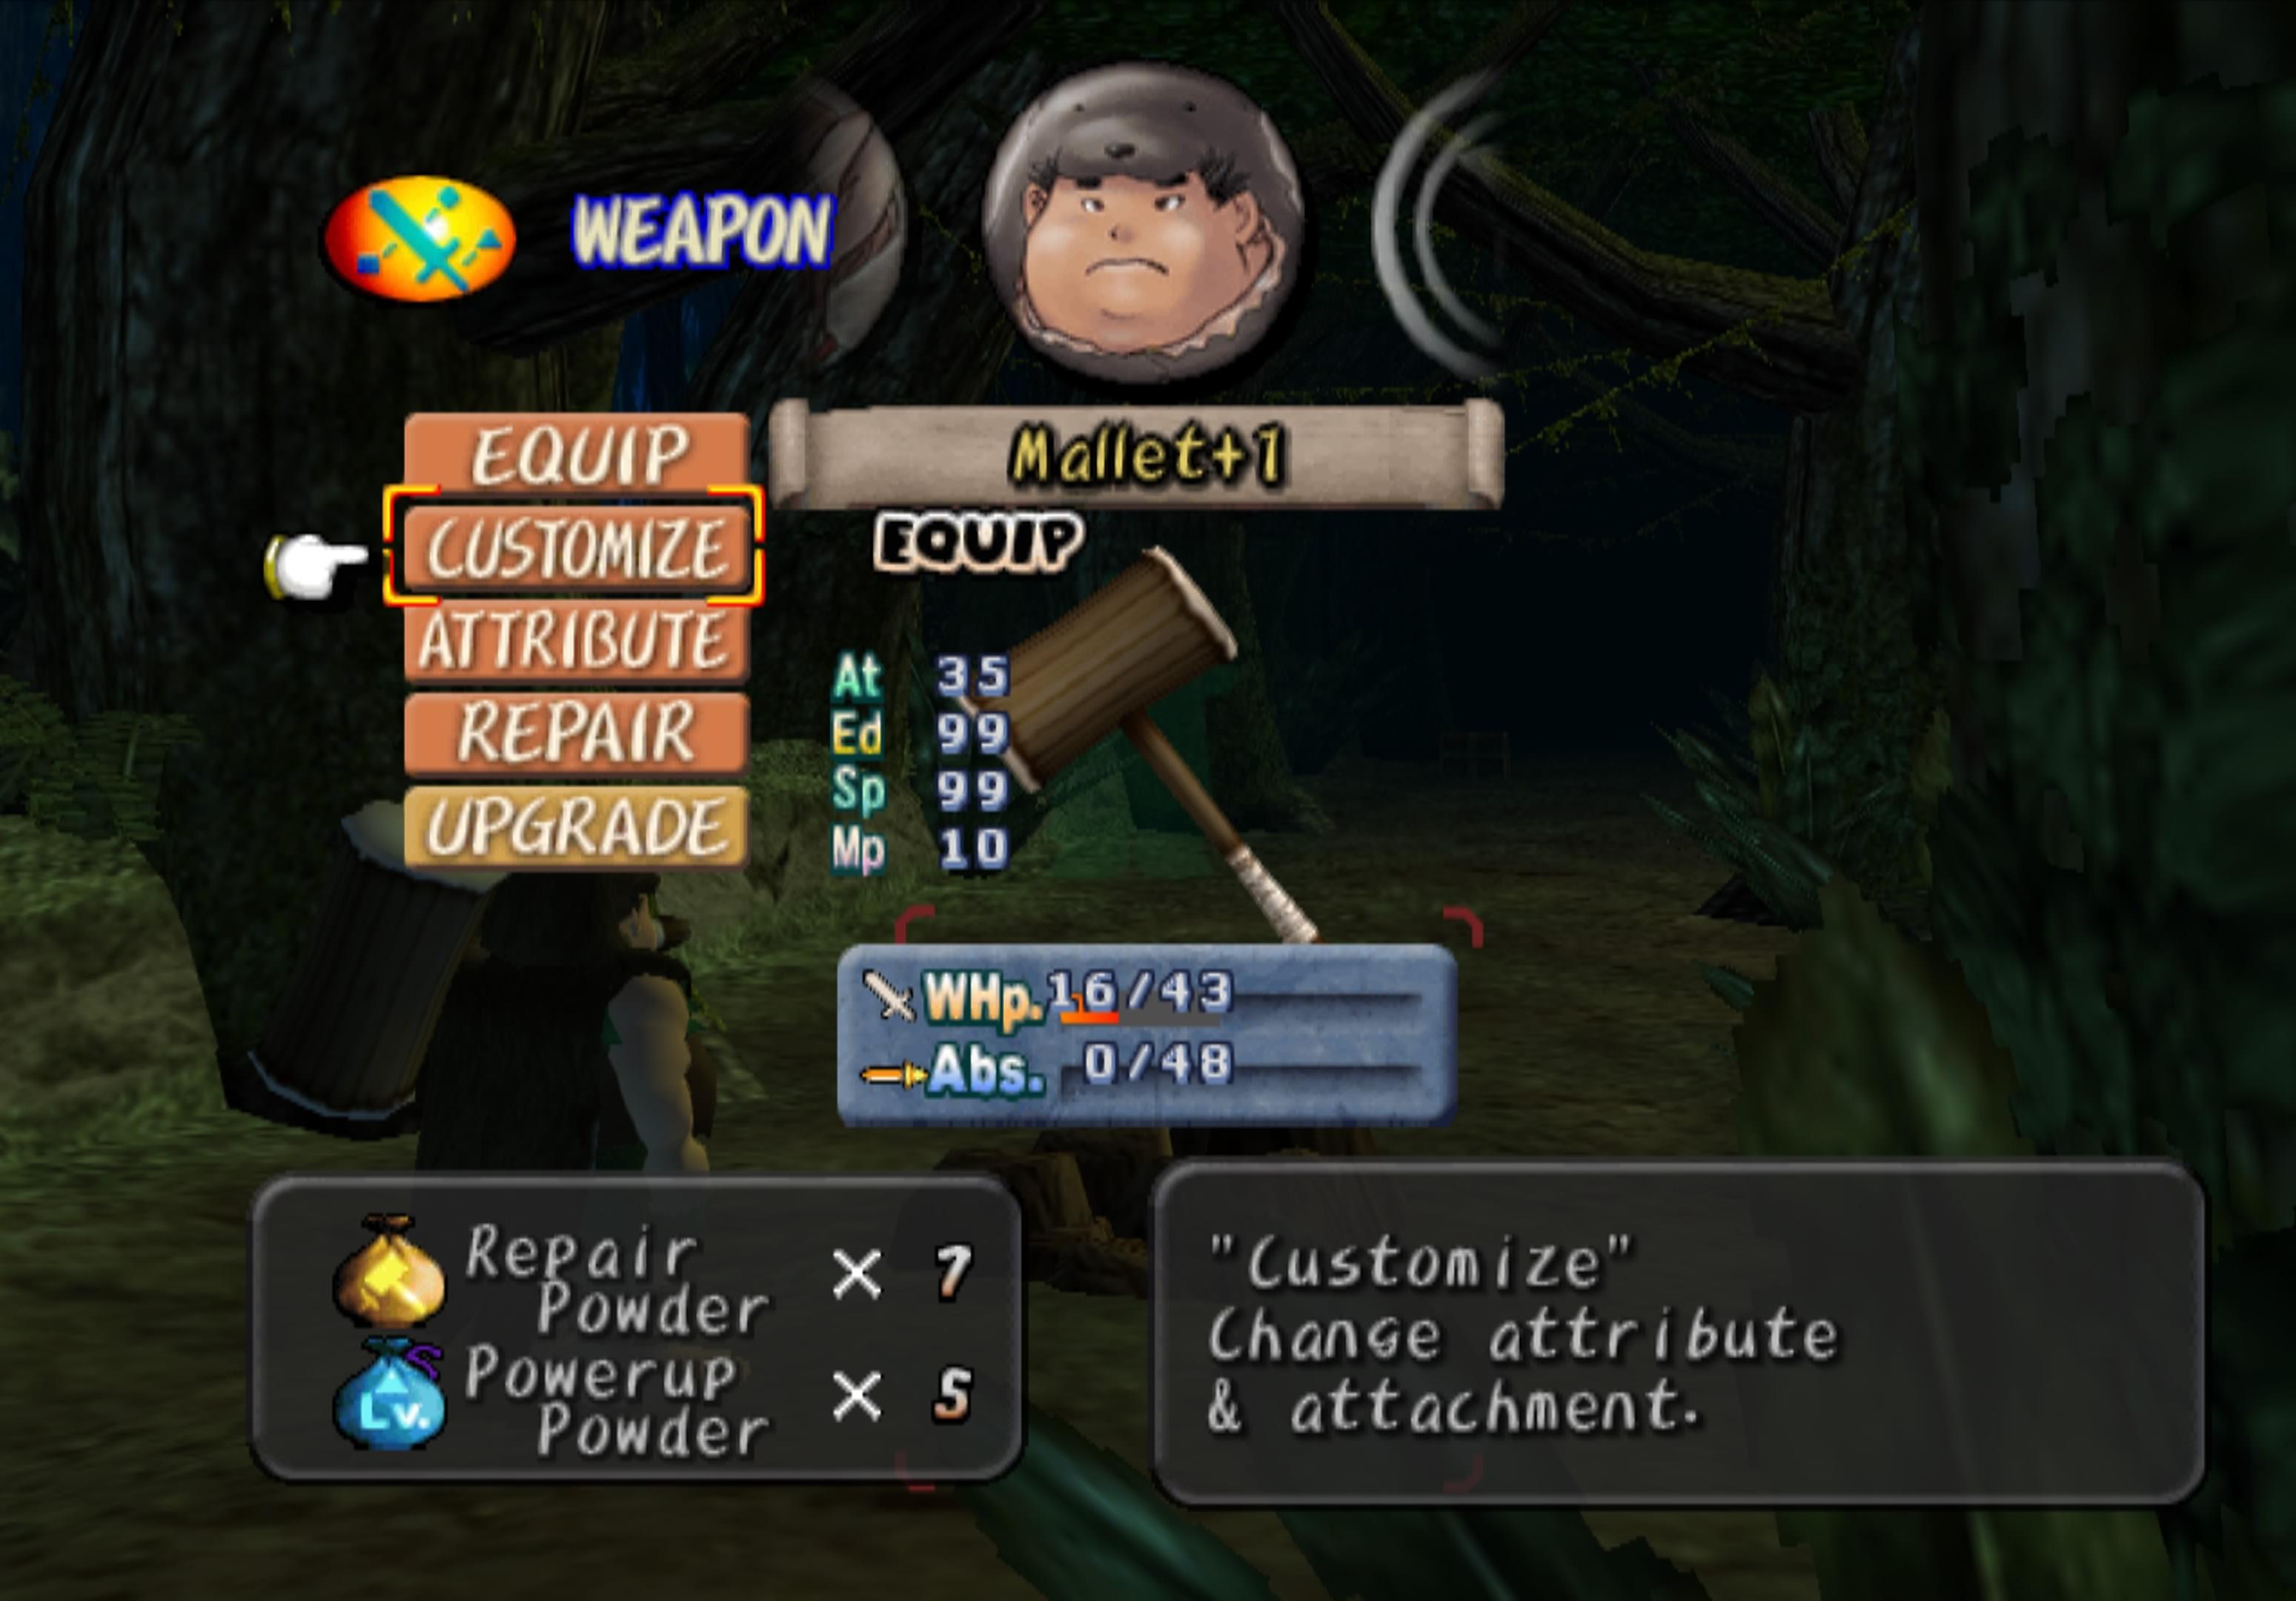 WEAPON
EQUIP
CUSTOMIZE
ATTRIBUTE
REPAIR
UPGRADE
Mallet+1
EQUIP
At 35
Ed 99
Sp 99
Mp 10
WHp. 16/43
Abs. 0/48
Repair
Powder × 7
Lv.
Powerup
Powder × 5
"Customize"
Change attribute
& attachment.